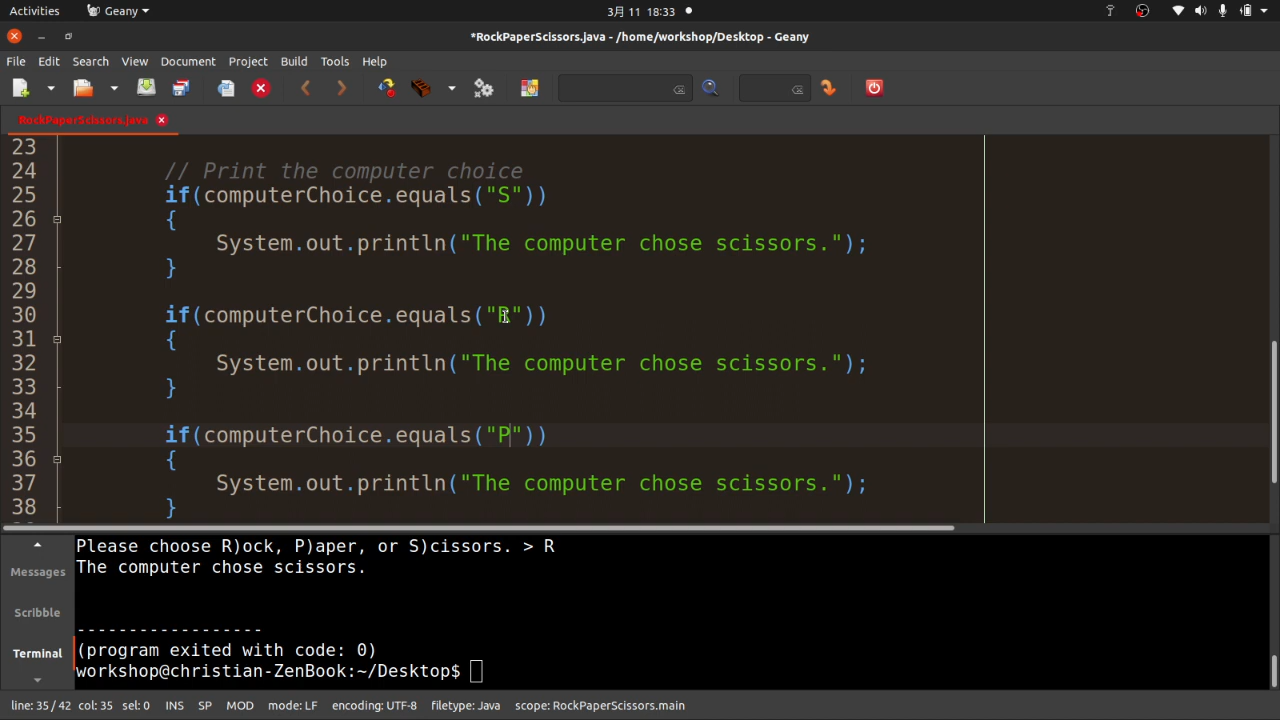 Activities Geany 3月 11 18:33
*RockPaperScissors.java - /home/workshop/Desktop - Geany
File Edit Search View Document Project Build Tools Help
RockPaperScissors.java
23
24 // Print the computer choice
25 if(computerChoice.equals("S"))
26 {
27 System.out.println("The computer chose scissors.");
28 }
29
30 if(computerChoice.equals("R"))
31 {
32 System.out.println("The computer chose scissors.");
33 }
34
35 if(computerChoice.equals("P"))
36 {
37 System.out.println("The computer chose scissors.");
38 }
Messages
Scribble
Terminal
Please choose R)ock, P)aper, or S)cissors. > R
The computer chose scissors.
------------------
(program exited with code: 0)
workshop@christian-ZenBook:~/Desktop$
line: 35 / 42 col: 35 sel: 0 INS SP MOD mode: LF encoding: UTF-8 filetype: Java scope: RockPaperScissors.main